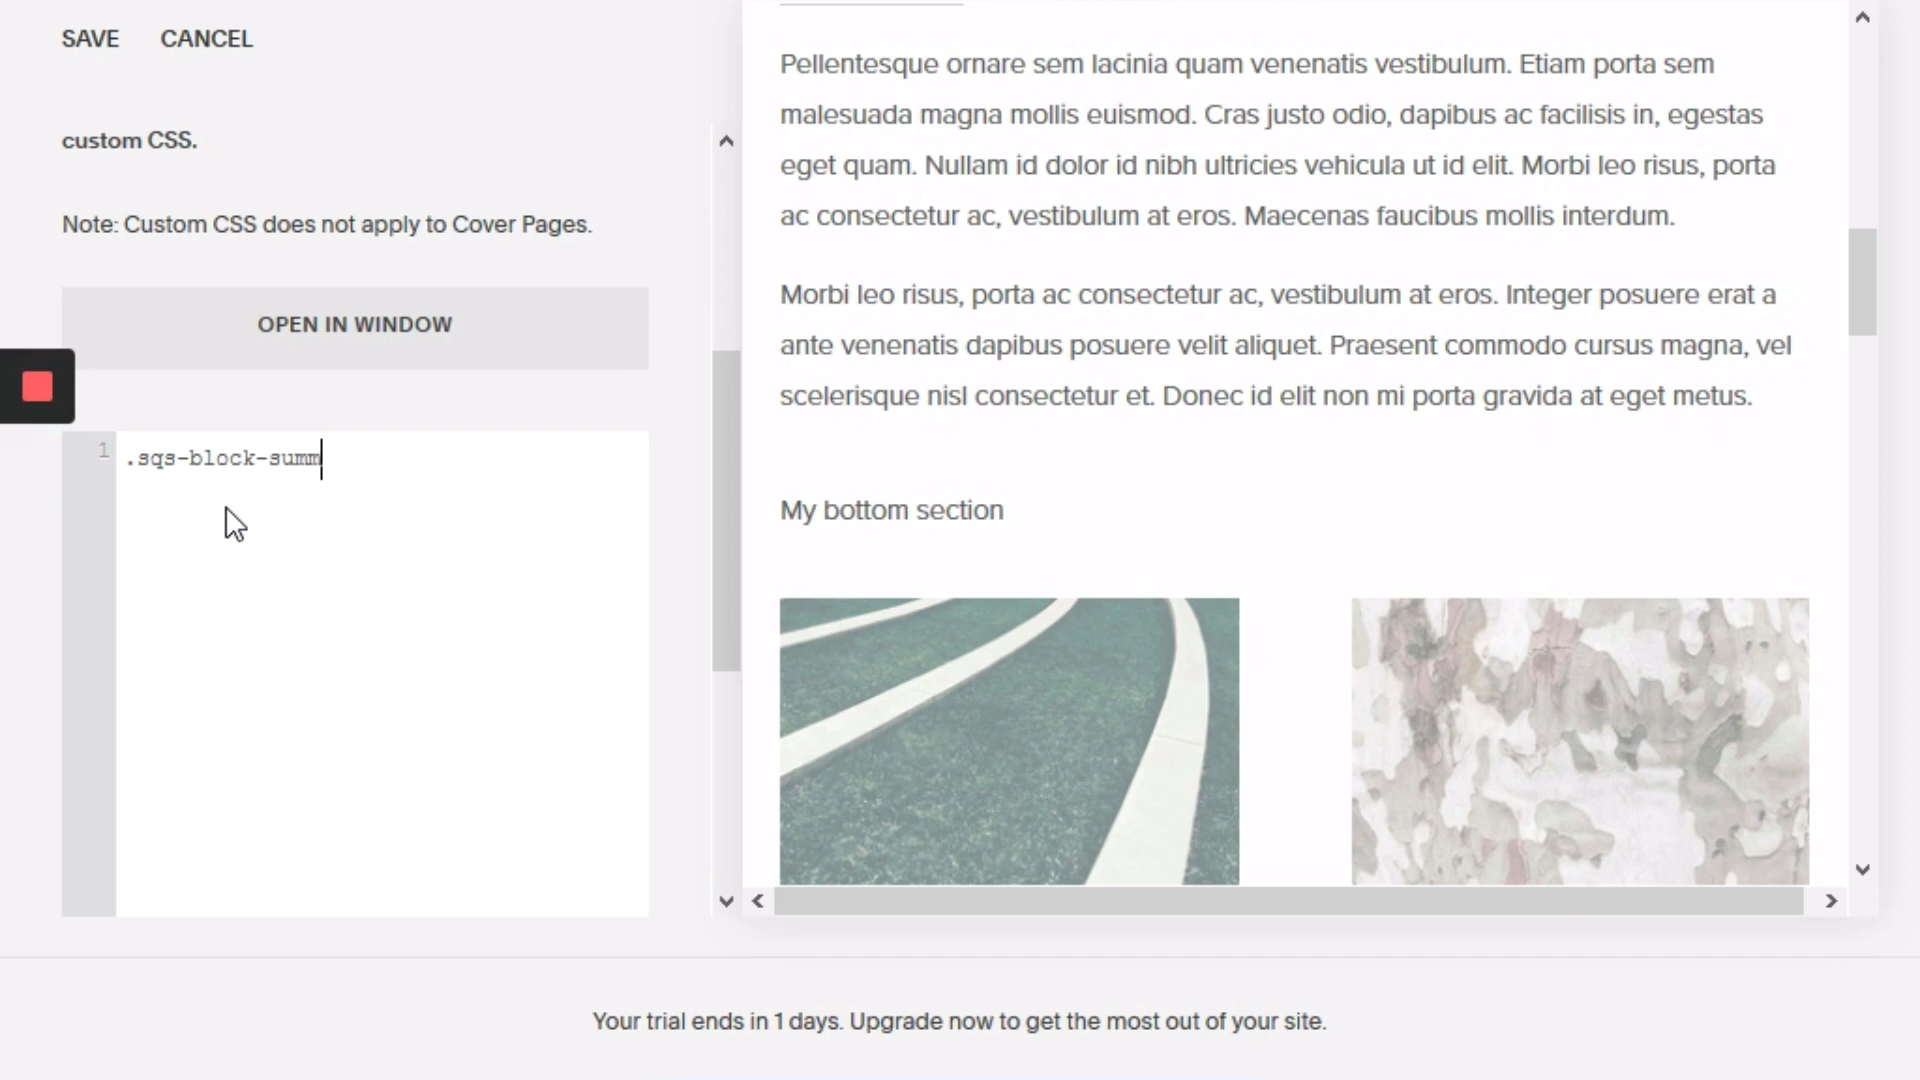 SAVE CANCEL
custom CSS.
Note: Custom CSS does not apply to Cover Pages.
OPEN IN WINDOW
1 .sqs-block-summ
Pellentesque ornare sem lacinia quam venenatis vestibulum. Etiam porta sem
malesuada magna mollis euismod. Cras justo odio, dapibus ac facilisis in, egestas
eget quam. Nullam id dolor id nibh ultricies vehicula ut id elit. Morbi leo risus, porta
ac consectetur ac, vestibulum at eros. Maecenas faucibus mollis interdum.
Morbi leo risus, porta ac consectetur ac, vestibulum at eros. Integer posuere erat a
ante venenatis dapibus posuere velit aliquet. Praesent commodo cursus magna, vel
scelerisque nisl consectetur et. Donec id elit non mi porta gravida at eget metus.
My bottom section
Your trial ends in 1 days. Upgrade now to get the most out of your site.